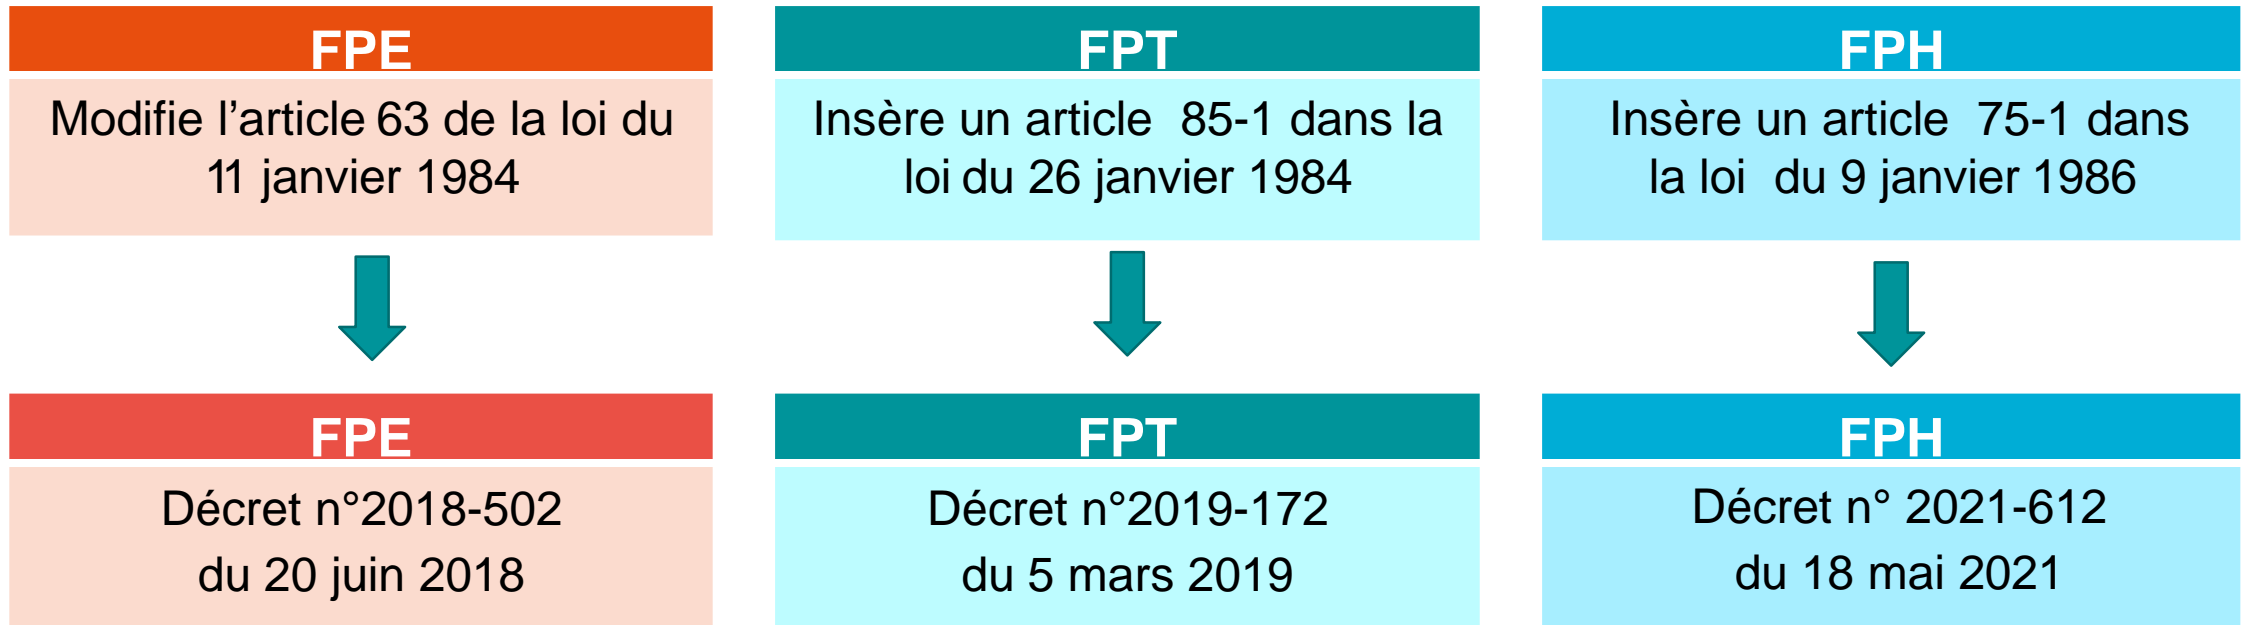 FPE
Modifie l’article 63 de la loi du
11 janvier 1984
FPT
Insère un article 85-1 dans la
loi du 26 janvier 1984
FPH
Insère un article 75-1 dans
la loi du 9 janvier 1986
FPE
Décret n°2018-502
du 20 juin 2018
FPT
Décret n°2019-172
du 5 mars 2019
FPH
Décret n° 2021-612
du 18 mai 2021